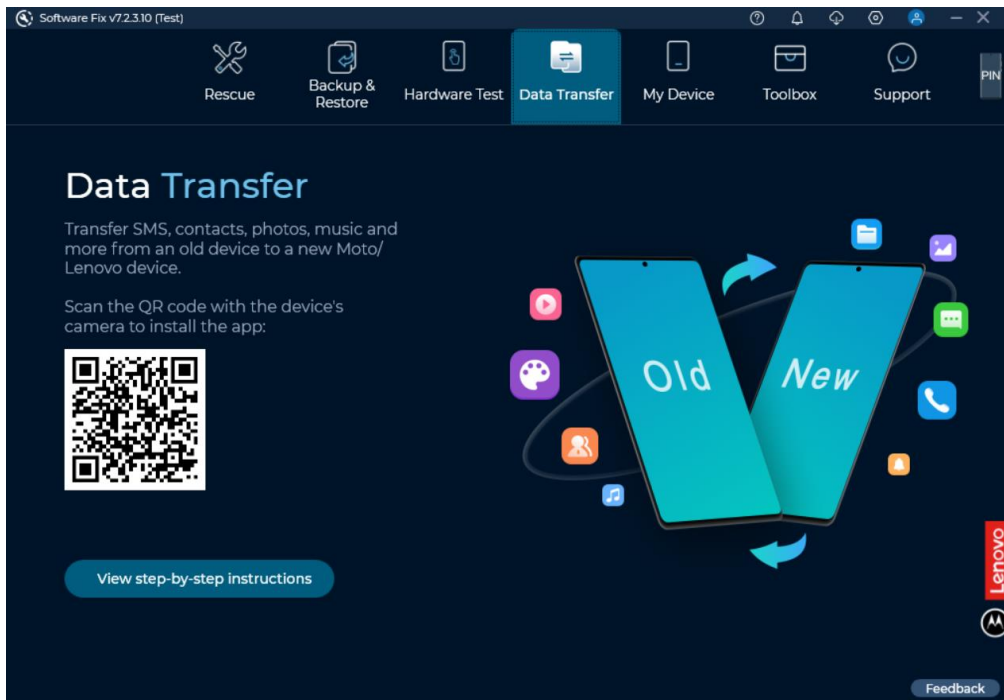 Software Fix v7.2.3.10 (Test)
Rescue
Backup &
Restore
Hardware Test
Data Transfer
My Device
Toolbox
Support
PIN
Data Transfer
Transfer SMS, contacts, photos, music and
more from an old device to a new Moto/
Lenovo device.
Scan the QR code with the device's
camera to install the app:
Old
New
View step-by-step instructions
Lenovo
Feedback